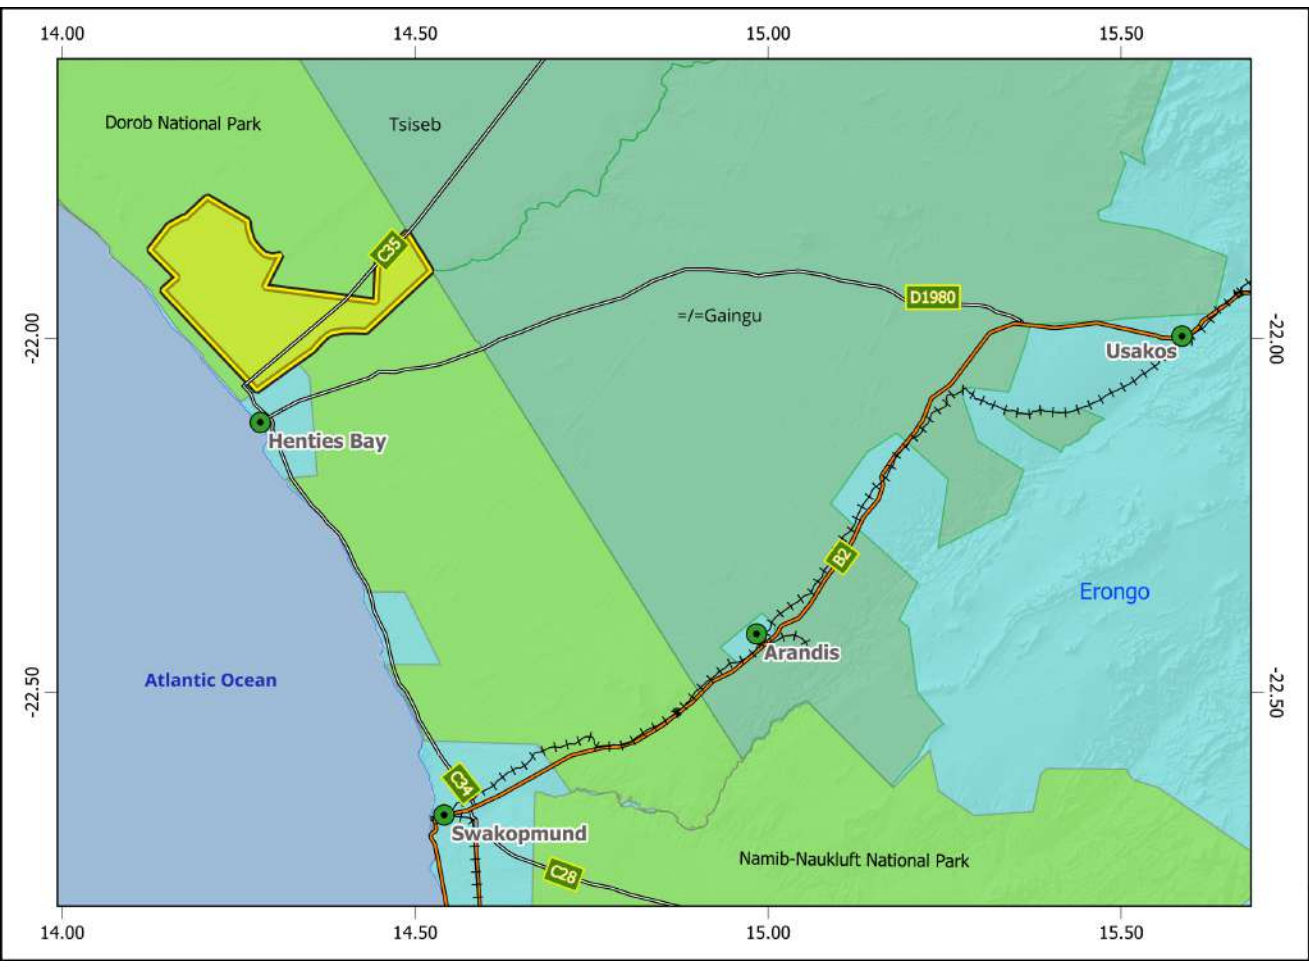 14.00
14.50
15.00
15.50
Dorob National Park
Tsiseb
C35
D1980
=/=Gaingu
-22.00
-22.00
Usakos
Henties Bay
B2
Erongo
Arandis
Atlantic Ocean
-22.50
-22.50
C34
Swakopmund
Namib-Naukluft National Park
C28
14.00
14.50
15.00
15.50